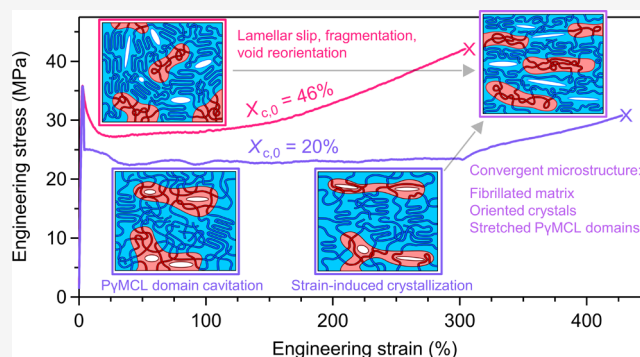 Engineering stress (MPa)
40
30
20
10
0
0
100
200
300
400
Engineering strain (%)
Lamellar slip, fragmentation,
void reorientation
Xc,0 = 46%
Xc,0 = 20%
PγMCL domain cavitation
Strain-induced crystallization
Convergent microstructure:
Fibrillated matrix
Oriented crystals
Stretched PγMCL domains